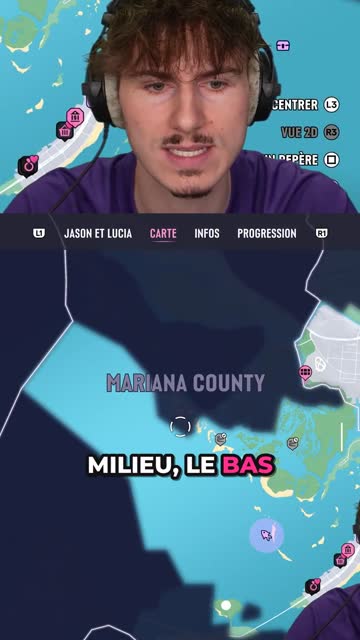 CENTRER L3
VUE 2D R3
UN REPÈRE
L1 JASON ET LUCIA CARTE INFOS PROGRESSION R1
MARIANA COUNTY
MILIEU, LE BAS